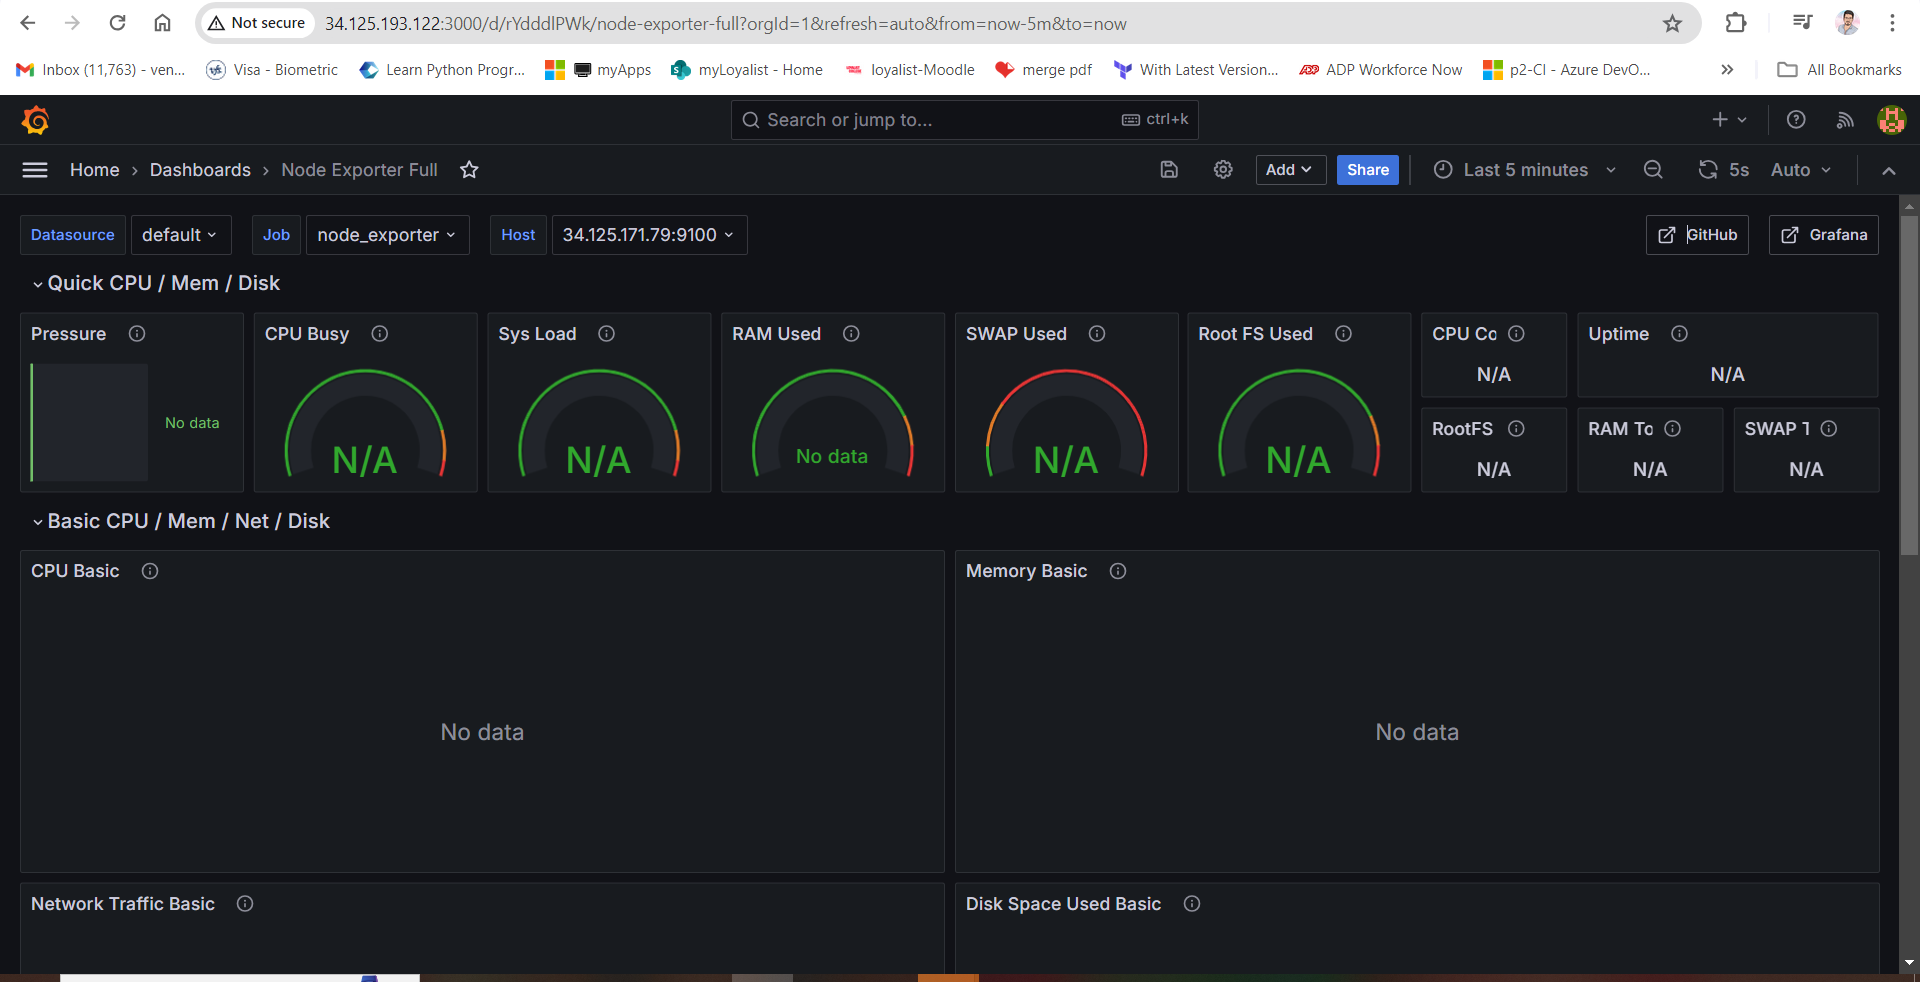 Not secure 34.125.193.122:3000/d/rYdddlPWk/node-exporter-full?orgId=1&refresh=auto&from=now-5m&to=now
Inbox (11,763) - ven... Visa - Biometric Learn Python Progr... myApps myLoyalist - Home loyalist-Moodle merge pdf With Latest Version... ADP Workforce Now p2-CI - Azure DevO... All Bookmarks
Search or jump to... ctrl+k
Home Dashboards Node Exporter Full Add Share Last 5 minutes 5s Auto
Datasource default Job node_exporter Host 34.125.171.79:9100 GitHub Grafana
Quick CPU / Mem / Disk
Pressure CPU Busy Sys Load RAM Used SWAP Used Root FS Used CPU Co Uptime
N/A N/A
No data N/A N/A No data N/A N/A
RootFS RAM To SWAP T
N/A N/A N/A
Basic CPU / Mem / Net / Disk
CPU Basic Memory Basic
No data No data
Network Traffic Basic Disk Space Used Basic